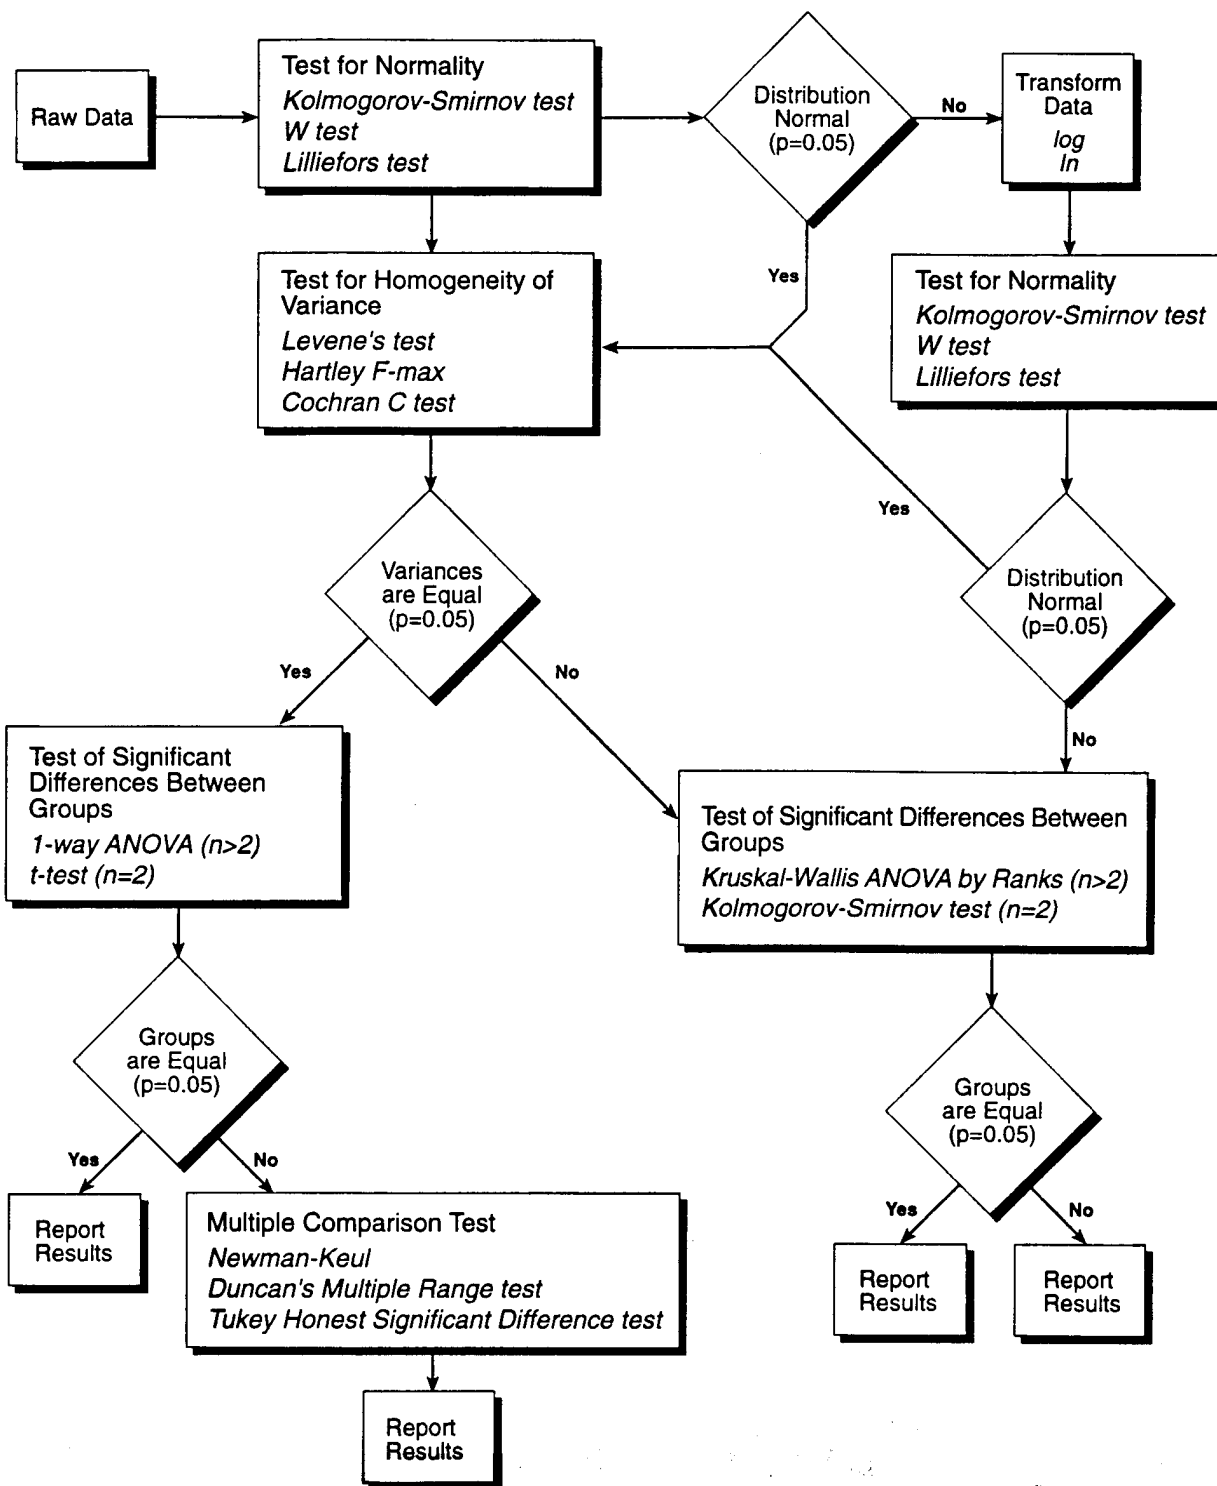 Raw Data
Test for Normality
Kolmogorov-Smirnov test
W test
Lilliefors test
Distribution
Normal
(p=0.05)
No
Transform
Data
log
ln
Yes
Test for Homogeneity of
Variance
Levene's test
Hartley F-max
Cochran C test
Test for Normality
Kolmogorov-Smirnov test
W test
Lilliefors test
Yes
Variances
are Equal
(p=0.05)
Distribution
Normal
(p=0.05)
Yes
No
No
Test of Significant
Differences Between
Groups
1-way ANOVA (n>2)
t-test (n=2)
Test of Significant Differences Between
Groups
Kruskal-Wallis ANOVA by Ranks (n>2)
Kolmogorov-Smirnov test (n=2)
Groups
are Equal
(p=0.05)
Groups
are Equal
(p=0.05)
Yes
No
Report
Results
Multiple Comparison Test
Newman-Keul
Duncan's Multiple Range test
Tukey Honest Significant Difference test
Yes
No
Report
Results
Report
Results
Report
Results